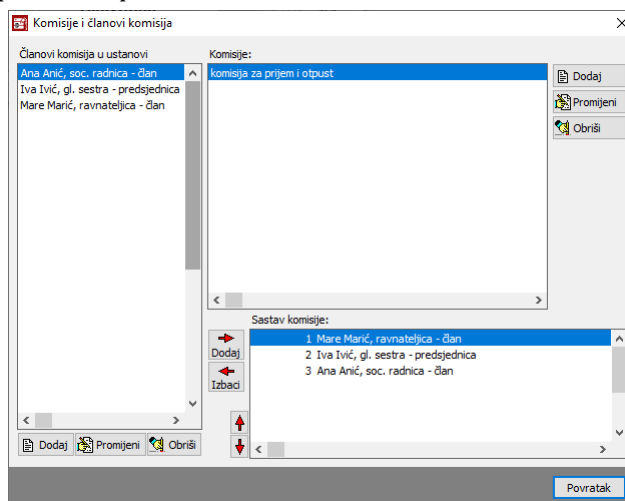 Komisije i članovi komisija
Članovi komisija u ustanovi
Ana Anić, soc. radnica - član
Iva Ivić, gl. sestra - predsjednica
Mare Marić, ravnateljica - član
Komisije:
komisija za prijem i otpust
Dodaj
Promijeni
Obriši
Sastav komisije:
1 Mare Marić, ravnateljica - član
2 Iva Ivić, gl. sestra - predsjednica
3 Ana Anić, soc. radnica - član
Dodaj
Izbaci
Dodaj Promijeni Obriši
Povratak